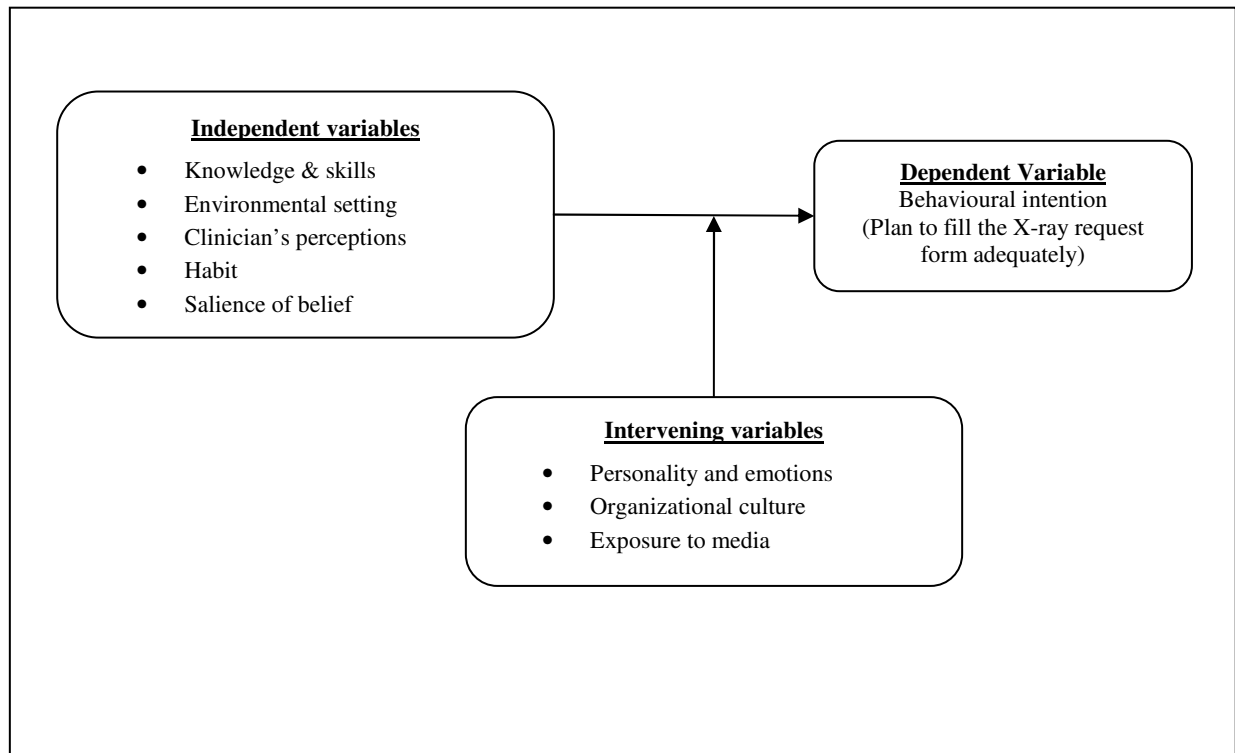 Independent variables
• Knowledge & skills
• Environmental setting
• Clinician’s perceptions
• Habit
• Salience of belief
Dependent Variable
Behavioural intention
(Plan to fill the X-ray request
form adequately)
Intervening variables
• Personality and emotions
• Organizational culture
• Exposure to media